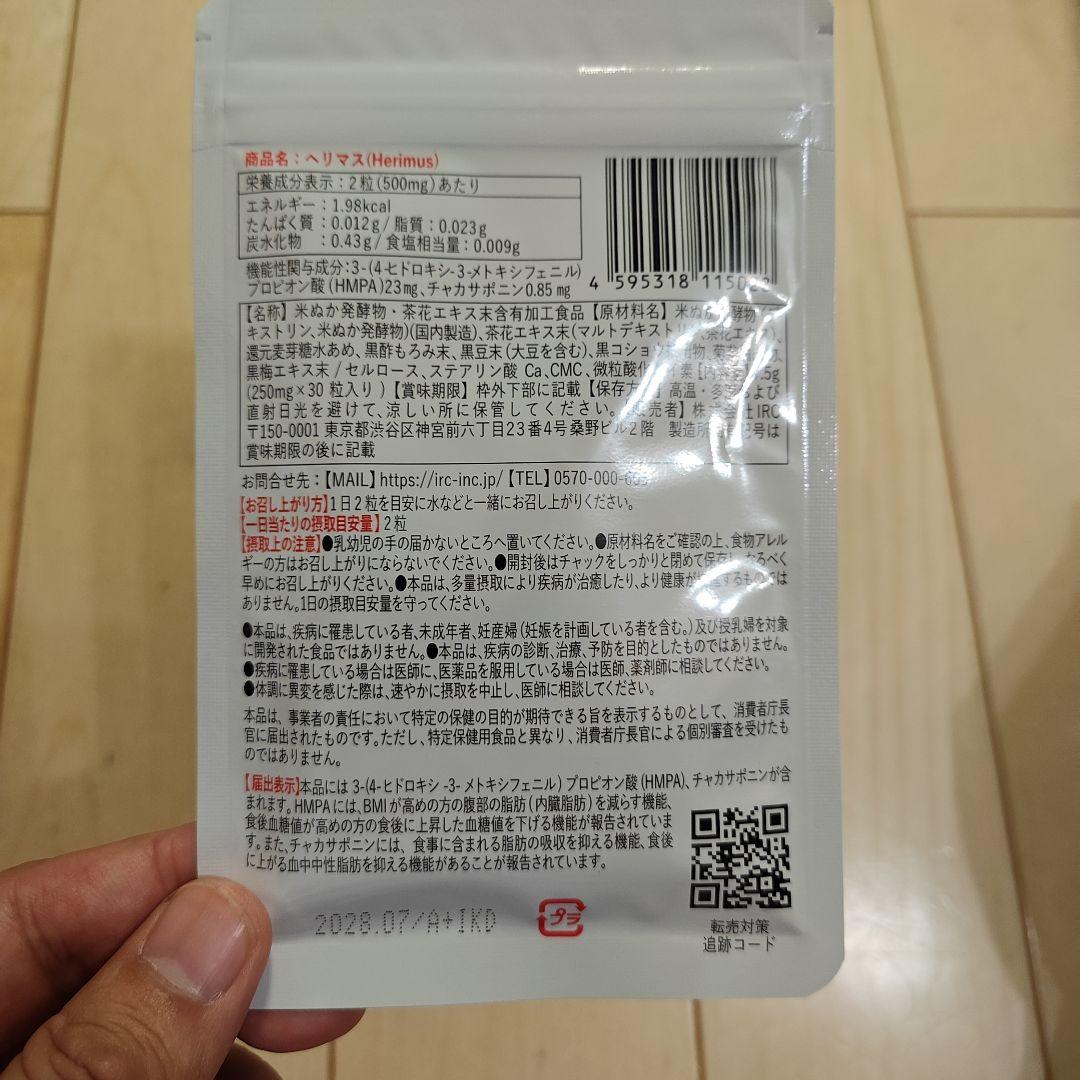 商品名：ヘリマス(Herimus)
栄養成分表示：2粒(500mg)あたり
エネルギー：1.98kcal
たんぱく質：0.012g / 脂質：0.023g
炭水化物　：0.43g / 食塩相当量：0.009g
機能性関与成分:3-(4-ヒドロキシ-3-メトキシフェニル)
プロピオン酸(HMPA)23mg、チャカサポニン0.85mg
4 595318 115
【名称】米ぬか発酵物・茶花エキス末含有加工食品【原材料名】米ぬか発酵物
キストリン、米ぬか発酵物)(国内製造)、茶花エキス末(マルトデキストリン、茶花エキス)、
還元麦芽糖水あめ、黒酢もろみ末、黒豆末(大豆を含む)、黒コショウ
黒梅エキス末 / セルロース、ステアリン酸 Ca、CMC、微粒酸化 5g
(250mg×30粒入り)【賞味期限】枠外下部に記載【保存方法】高温・多湿および
直射日光を避けて、涼しい所に保管してください。【販売者】株式会社IRC
〒150-0001 東京都渋谷区神宮前六丁目23番4号桑野ビル2階　製造所固有記号は
賞味期限の後に記載
お問合せ先：【MAIL】https://irc-inc.jp/【TEL】0570-000-
【お召し上がり方】1日2粒を目安に水などと一緒にお召し上がりください。
【一日当たりの摂取目安量】2粒
【摂取上の注意】●乳幼児の手の届かないところへ置いてください。●原材料名をご確認の上、食物アレル
ギーの方はお召し上がりにならないでください。●開封後はチャックをしっかりと閉めて保存し、なるべく
早めにお召し上がりください。●本品は、多量摂取により疾病が治癒したり、より健康が増進するものでは
ありません。1日の摂取目安量を守ってください。
●本品は、疾病に罹患している者、未成年者、妊産婦(妊娠を計画している者を含む。)及び授乳婦を対象
に開発された食品ではありません。●本品は、疾病の診断、治療、予防を目的としたものではありません。
●疾病に罹患している場合は医師に、医薬品を服用している場合は医師、薬剤師に相談してください。
●体調に異変を感じた際は、速やかに摂取を中止し、医師に相談してください。
本品は、事業者の責任において特定の保健の目的が期待できる旨を表示するものとして、消費者庁長
官に届出されたものです。ただし、特定保健用食品と異なり、消費者庁長官による個別審査を受けたも
のではありません。
【届出表示】本品には 3-(4-ヒドロキシ-3-メトキシフェニル) プロピオン酸(HMPA)、チャカサポニンが含
まれます。HMPAには、BMIが高めの方の腹部の脂肪(内臓脂肪)を減らす機能、
食後血糖値が高めの方の食後に上昇した血糖値を下げる機能が報告されていま
す。また、チャカサポニンには、食事に含まれる脂肪の吸収を抑える機能、食後
に上がる血中中性脂肪を抑える機能があることが報告されています。
2028.07/A+IKD
プラ
転売対策
追跡コード